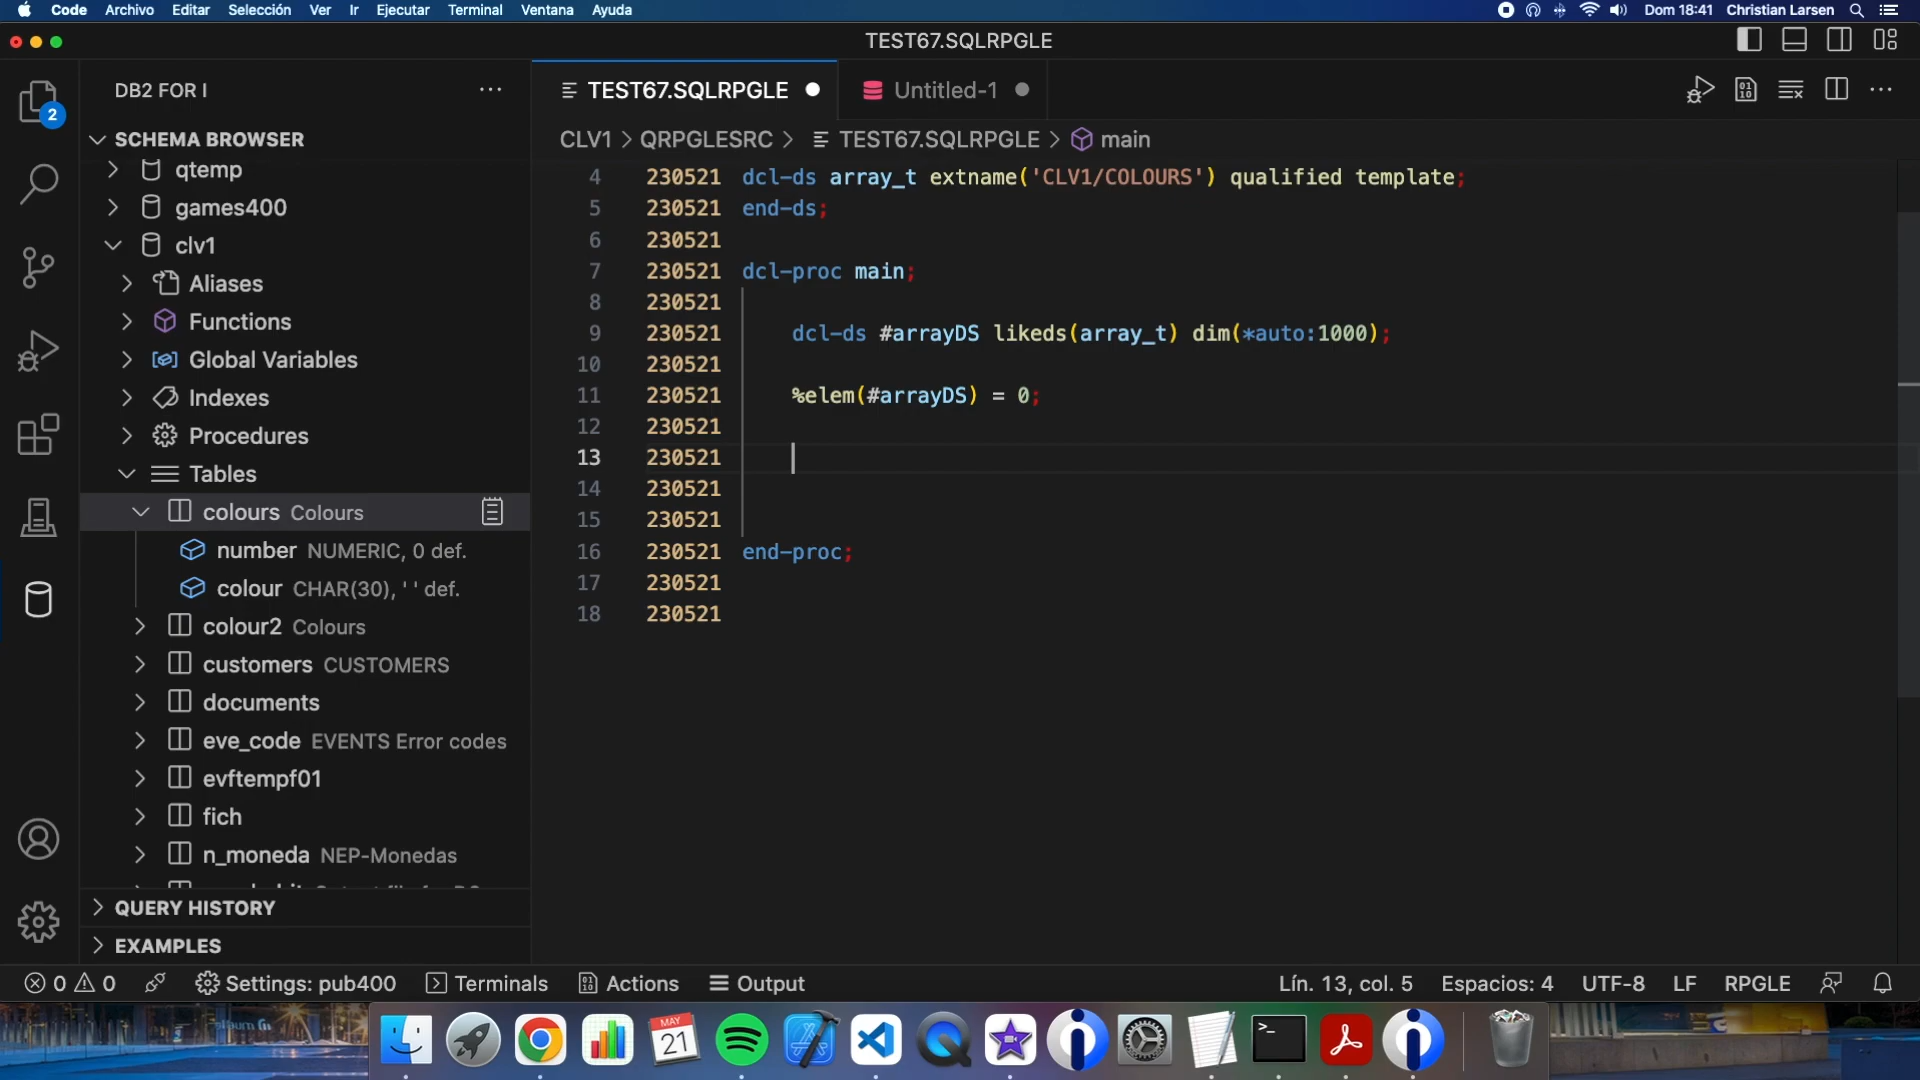 Code Archivo Editar Selección Ver Ir Ejecutar Terminal Ventana Ayuda Dom 18:41 Christian Larsen
TEST67.SQLRPGLE
DB2 FOR I
TEST67.SQLRPGLE
Untitled-1
2
SCHEMA BROWSER
CLV1 > QRPGLESRC > TEST67.SQLRPGLE > main
qtemp
games400
clv1
Aliases
Functions
Global Variables
Indexes
Procedures
Tables
colours Colours
number NUMERIC, 0 def.
colour CHAR(30), ' ' def.
colour2 Colours
customers CUSTOMERS
documents
eve_code EVENTS Error codes
evftempf01
fich
n_moneda NEP-Monedas
QUERY HISTORY
EXAMPLES
4 230521 dcl-ds array_t extname('CLV1/COLOURS') qualified template;
5 230521 end-ds;
6 230521
7 230521 dcl-proc main;
8 230521
9 230521 dcl-ds #arrayDS likeds(array_t) dim(*auto:1000);
10 230521
11 230521 %elem(#arrayDS) = 0;
12 230521
13 230521
14 230521
15 230521
16 230521 end-proc;
17 230521
18 230521
0 0 Settings: pub400 Terminals Actions Output Lín. 13, col. 5 Espacios: 4 UTF-8 LF RPGLE
MAY
21